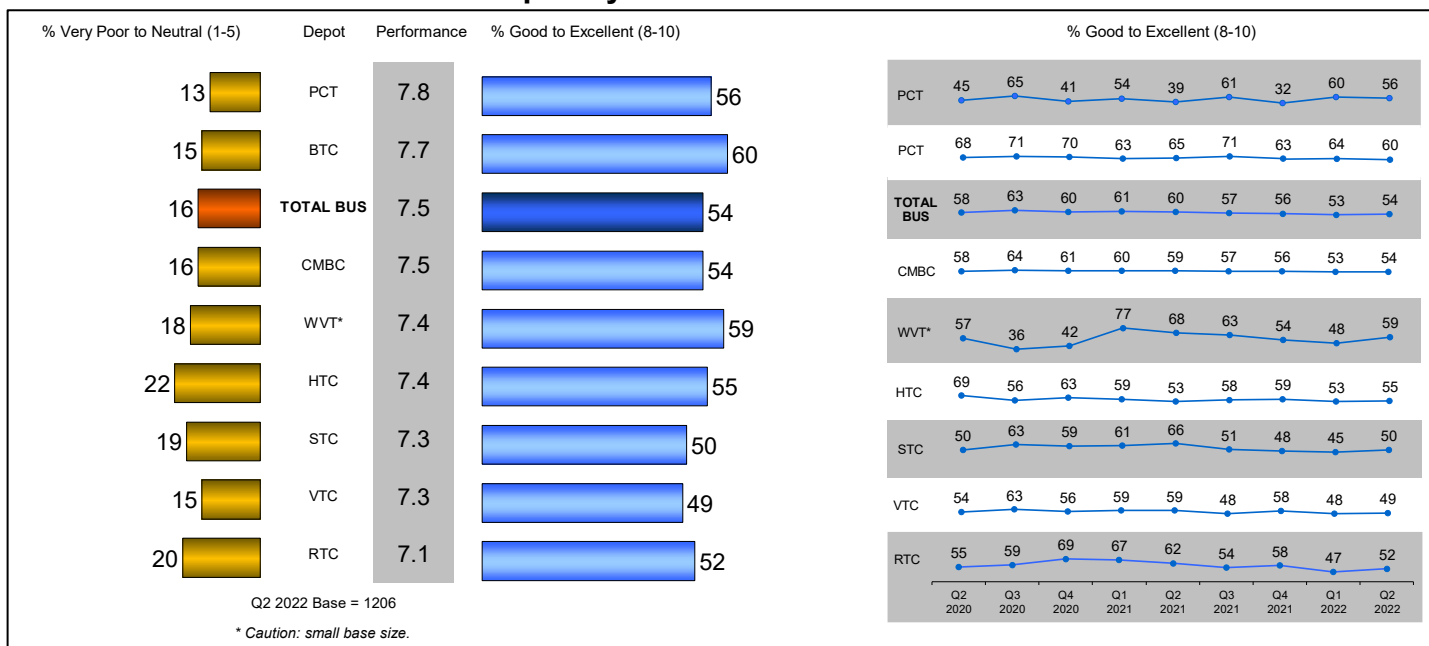 % Very Poor to Neutral (1-5) Depot Performance % Good to Excellent (8-10)
13 PCT 7.8 56
15 BTC 7.7 60
16 TOTAL BUS 7.5 54
16 CMBC 7.5 54
18 WVT* 7.4 59
22 HTC 7.4 55
19 STC 7.3 50
15 VTC 7.3 49
20 RTC 7.1 52
Q2 2022 Base = 1206
* Caution: small base size.
% Good to Excellent (8-10)
PCT 45 65 41 54 39 61 32 60 56
PCT 68 71 70 63 65 71 63 64 60
TOTAL
BUS
58 63 60 61 60 57 56 53 54
CMBC 58 64 61 60 59 57 56 53 54
WVT* 57 36 42 77 68 63 54 48 59
HTC 69 56 63 59 53 58 59 53 55
STC 50 63 59 61 66 51 48 45 50
VTC 54 63 56 59 59 48 58 48 49
RTC 55 59 69 67 62 54 58 47 52
Q2 Q3 Q4 Q1 Q2 Q3 Q4 Q1 Q2
2020 2020 2020 2021 2021 2021 2021 2022 2022